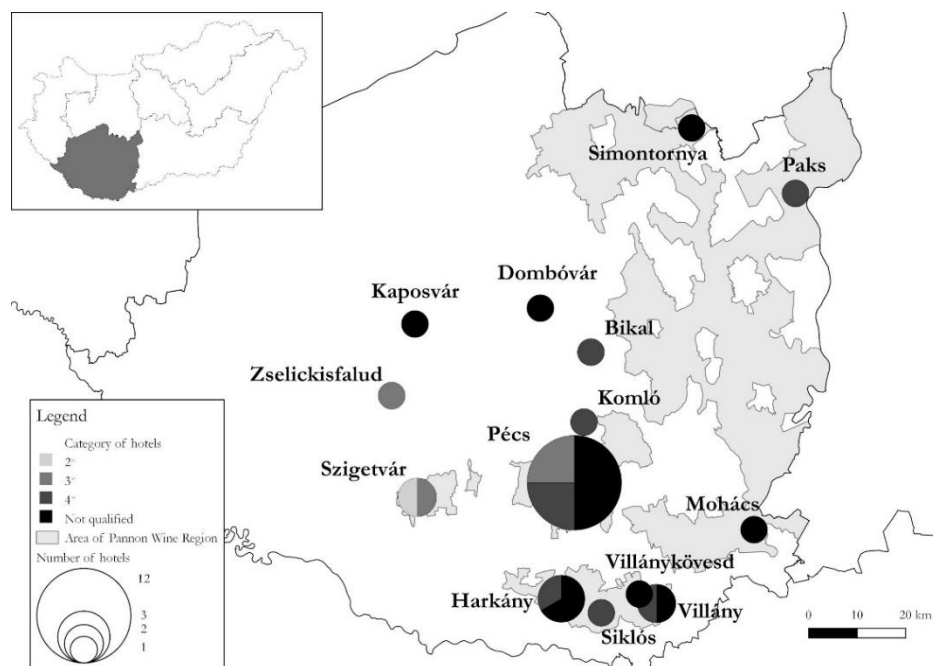 Simontornya
Paks
Dombóvár
Kaposvár
Bikal
Zselickisfalud
Komló
Pécs
Szigetvár
Mohács
Villánykövesd
Harkány
Villány
Siklós
Legend
Category of hotels
2*
3*
4*
Not qualified
Area of Pannon Wine Region
Number of hotels
12
3
2
1
0 10 20 km